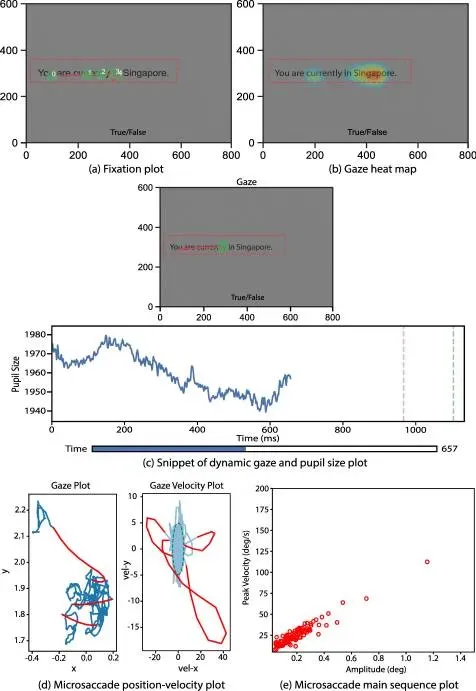 600
400
200
0
You are currently in Singapore.
0 1 2 3
True/False
0 200 400 600 800
(a) Fixation plot
600
400
200
0
You are currently in Singapore.
True/False
0 200 400 600 800
(b) Gaze heat map
Gaze
600
400
200
0
You are currently in Singapore.
True/False
0 200 400 600 800
Pupil Size
1980
1970
1960
1950
1940
0 200 400 600 800 1000
Time (ms)
Time 657
(c) Snippet of dynamic gaze and pupil size plot
Gaze Plot
y
2.2
2.1
2.0
1.9
1.8
1.7
-0.4 -0.2 0.0 0.2
x
Gaze Velocity Plot
vel-y
10
5
0
-5
-10
-15
-20 0 20 40
vel-x
(d) Microsaccade position-velocity plot
Peak Velocity (deg/s)
200
175
150
125
100
75
50
25
0.2 0.4 0.6 0.8 1.0 1.2 1.4
Amplitude (deg)
(e) Microsaccade main sequence plot